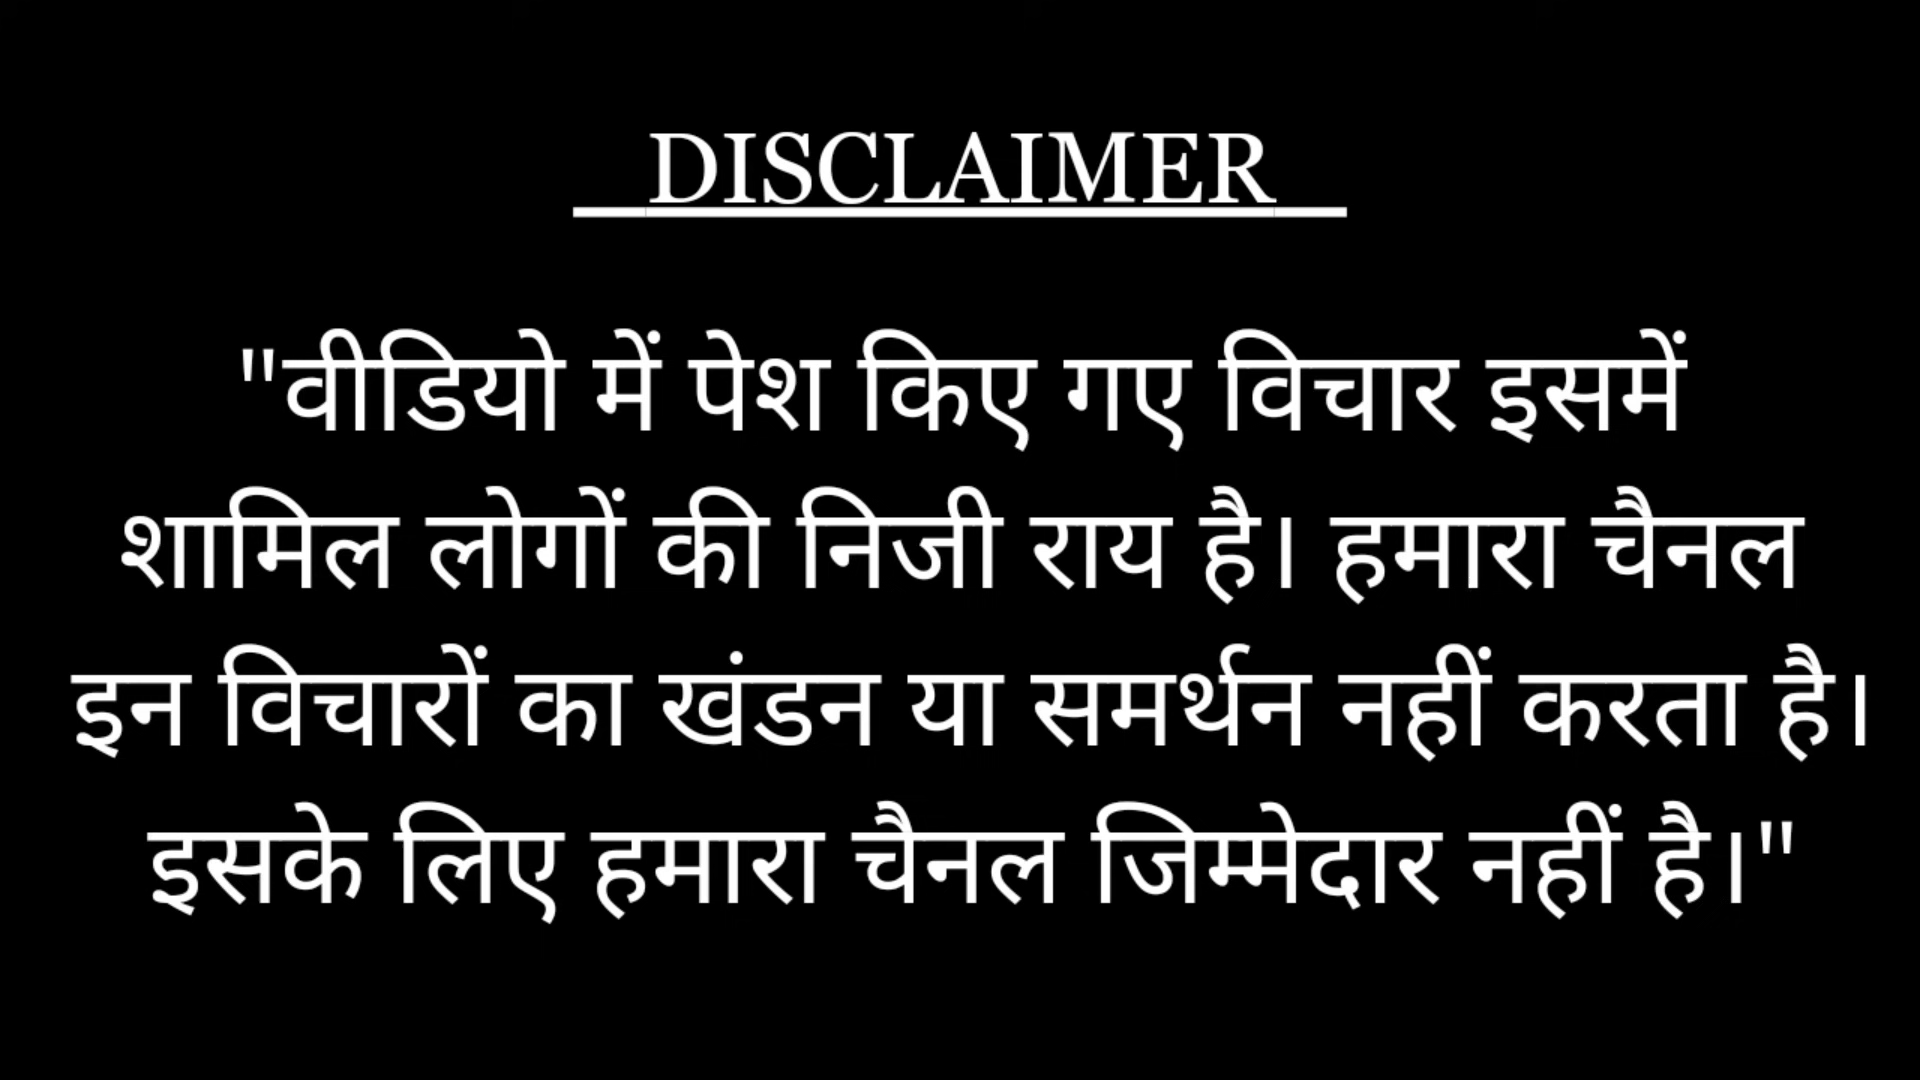 DISCLAIMER
"वीडियो में पेश किए गए विचार इसमें
शामिल लोगों की निजी राय है। हमारा चैनल
इन विचारों का खंडन या समर्थन नहीं करता है।
इसके लिए हमारा चैनल जिम्मेदार नहीं है।"